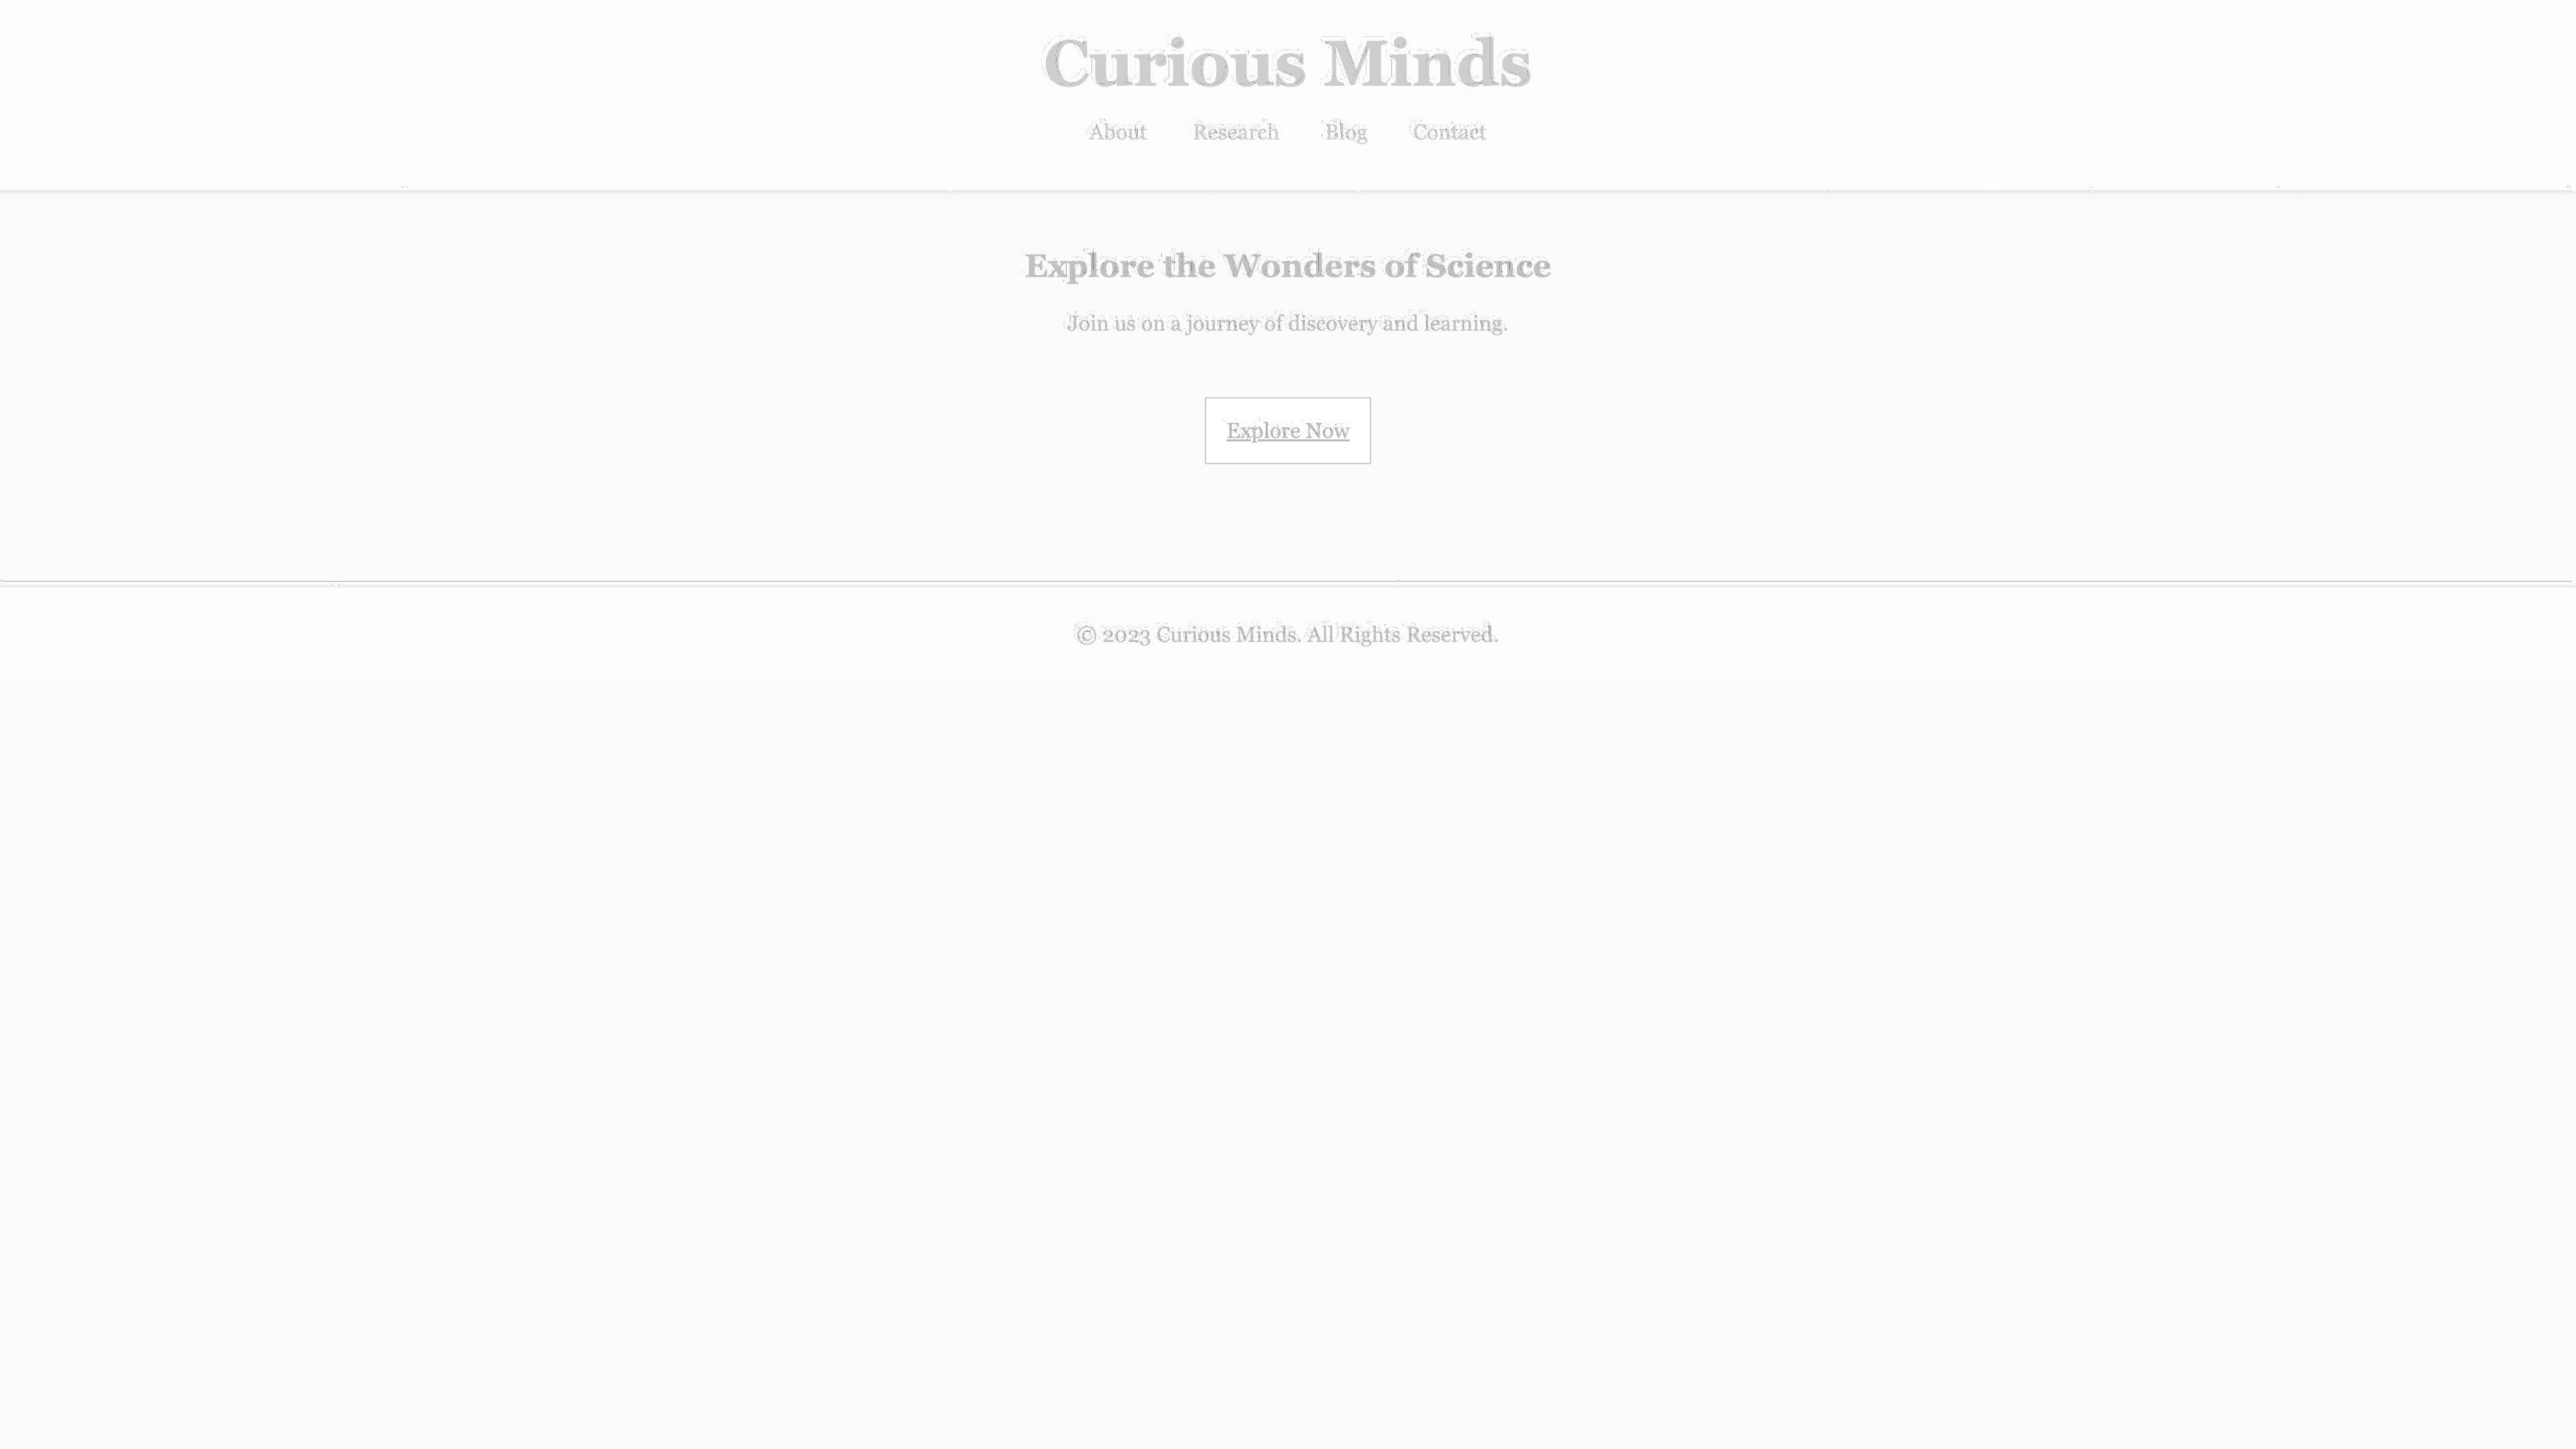 Curious Minds
About Research Blog Contact
Explore the Wonders of Science
Join us on a journey of discovery and learning.
Explore Now
© 2023 Curious Minds. All Rights Reserved.